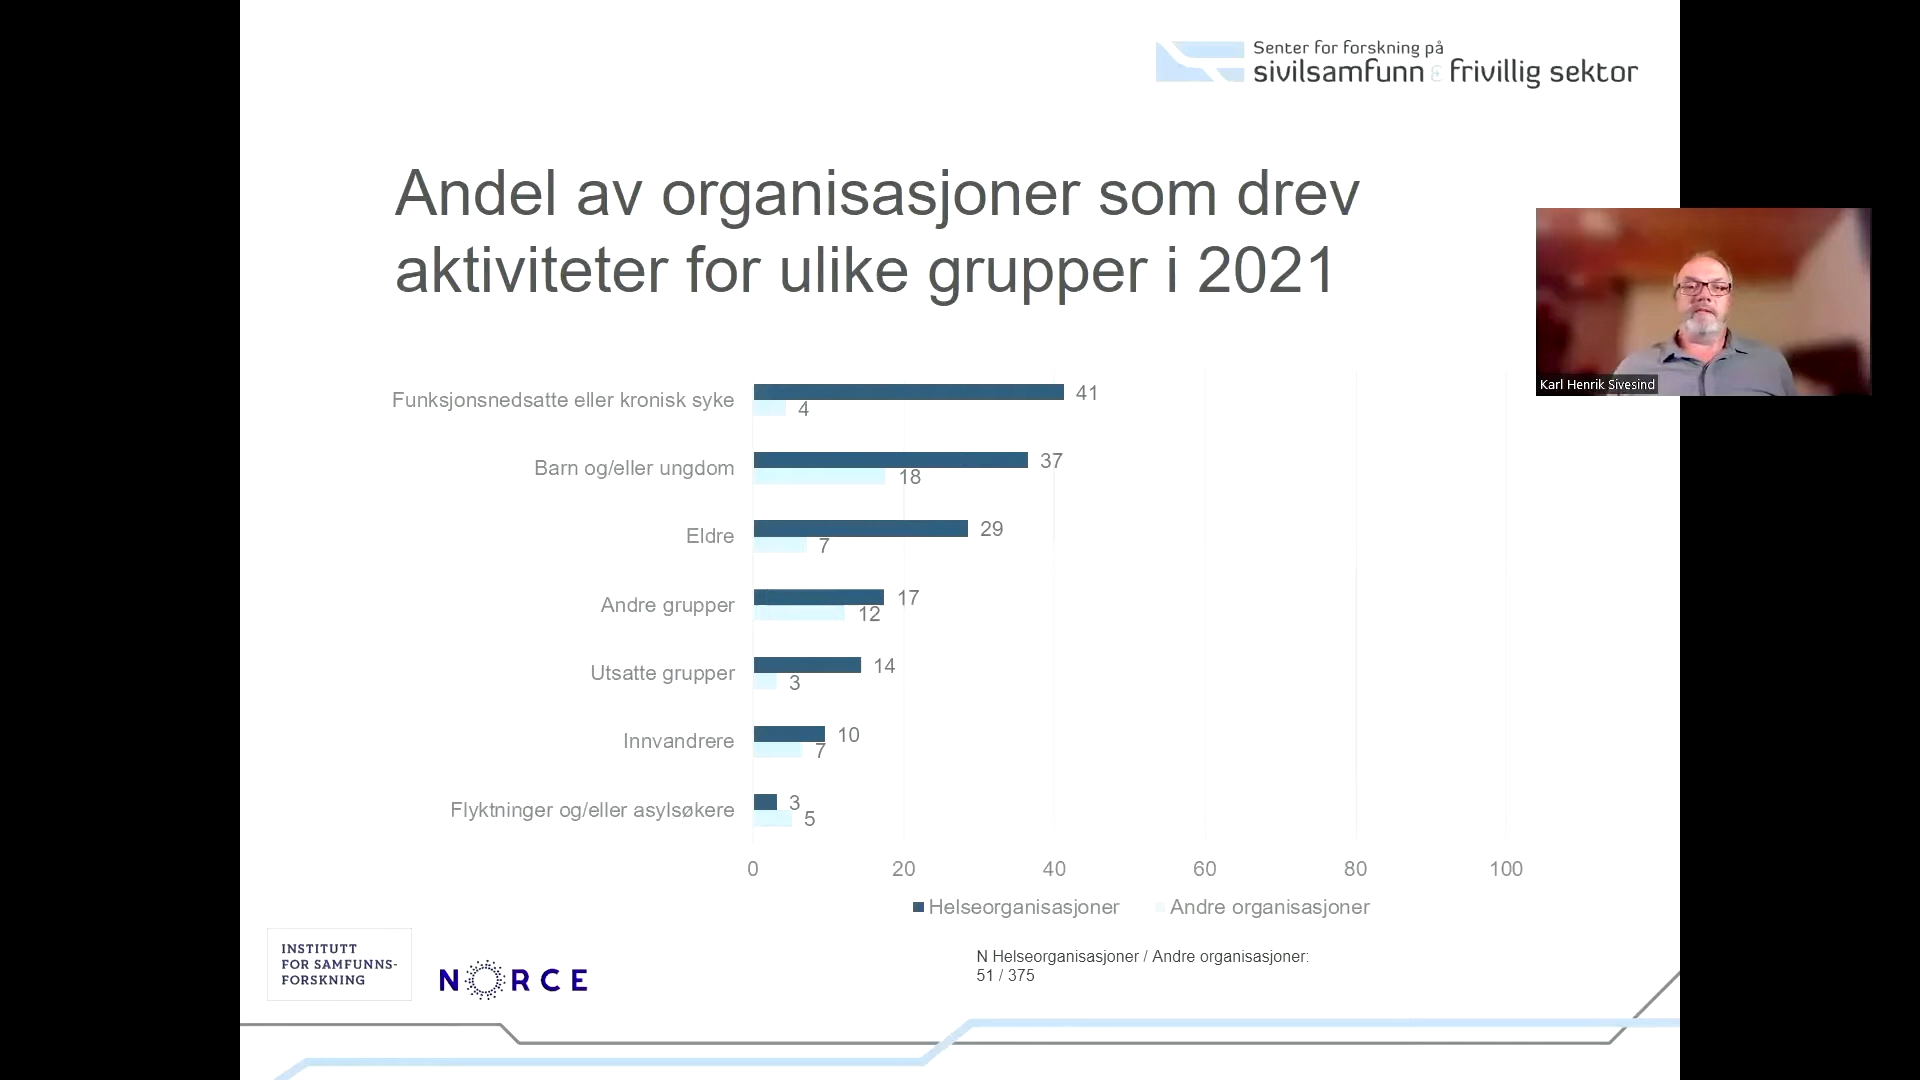 Senter for forskning på
sivilsamfunn & frivillig sektor
Andel av organisasjoner som drev
aktiviteter for ulike grupper i 2021
Karl Henrik Sivesind
Funksjonsnedsatte eller kronisk syke
41
4
Barn og/eller ungdom
37
18
Eldre
29
7
Andre grupper
17
12
Utsatte grupper
14
3
Innvandrere
10
7
Flyktninger og/eller asylsøkere
3
5
0 20 40 60 80 100
Helseorganisasjoner Andre organisasjoner
N Helseorganisasjoner / Andre organisasjoner:
51 / 375
INSTITUTT
FOR SAMFUNNS-
FORSKNING
NORCE